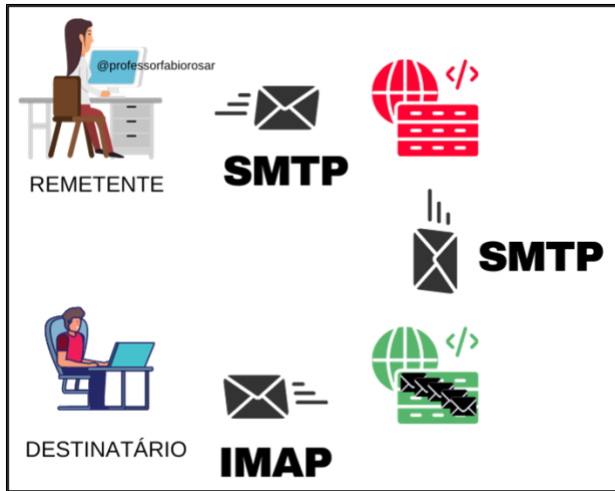 @professorfabiorosar
</>
SMTP
REMETENTE
SMTP
</>
DESTINATÁRIO
IMAP